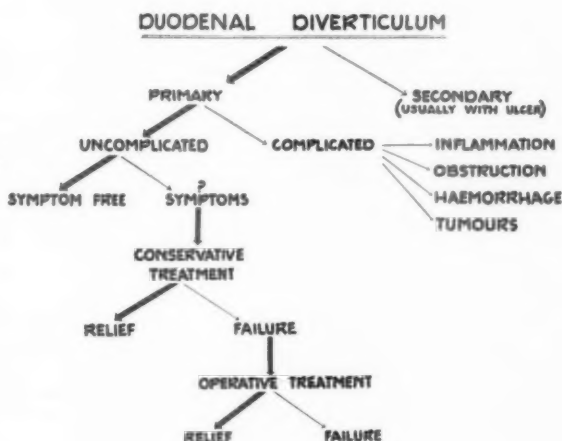 DUODENAL DIVERTICULUM
PRIMARY
SECONDARY
(USUALLY WITH ULCER)
UNCOMPLICATED
COMPLICATED
INFLAMMATION
OBSTRUCTION
HAEMORRHAGE
TUMOURS
SYMPTOM FREE
?
SYMPTOMS
CONSERVATIVE
TREATMENT
RELIEF
FAILURE
OPERATIVE TREATMENT
RELIEF
FAILURE